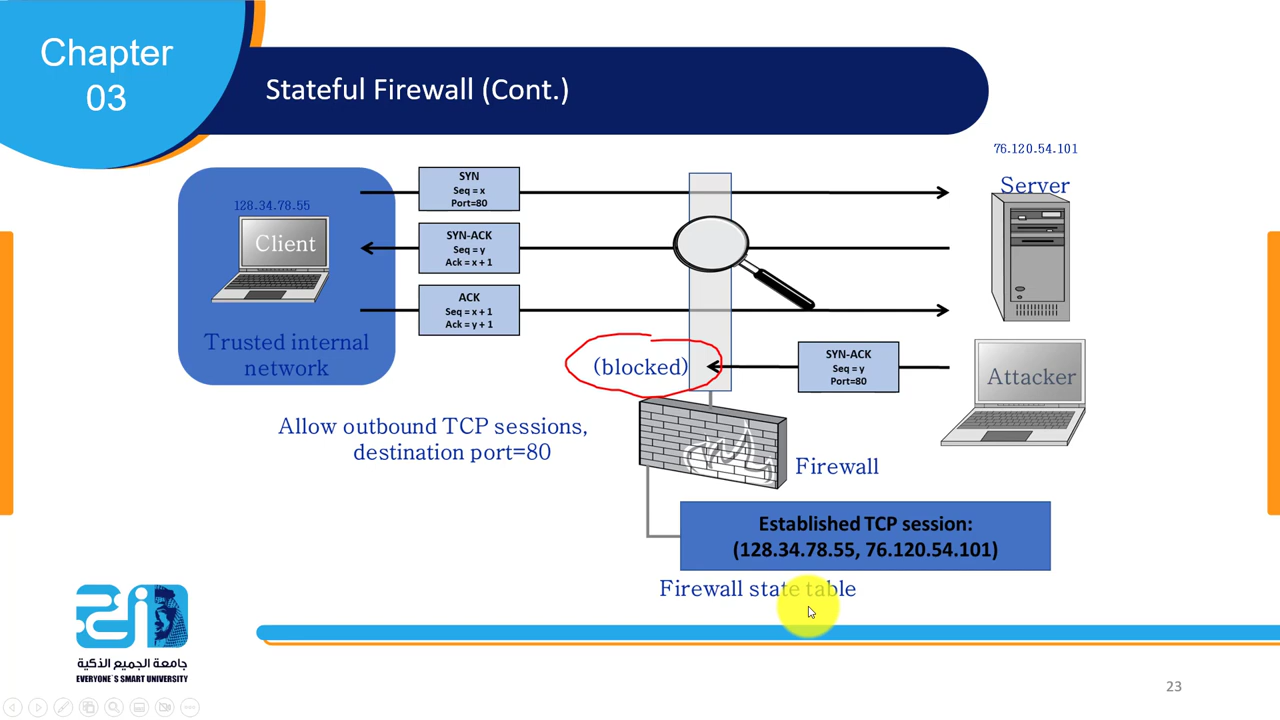 Chapter
03
Stateful Firewall (Cont.)
76.120.54.101
Server
128.34.78.55
Client
Trusted internal
network
SYN
Seq = x
Port=80
SYN-ACK
Seq = y
Ack = x + 1
ACK
Seq = x + 1
Ack = y + 1
(blocked)
SYN-ACK
Seq = y
Port=80
Attacker
Allow outbound TCP sessions,
destination port=80
Firewall
Established TCP session:
(128.34.78.55, 76.120.54.101)
Firewall state table
جامعة الجميع الذكية
EVERYONE`S SMART UNIVERSITY
23